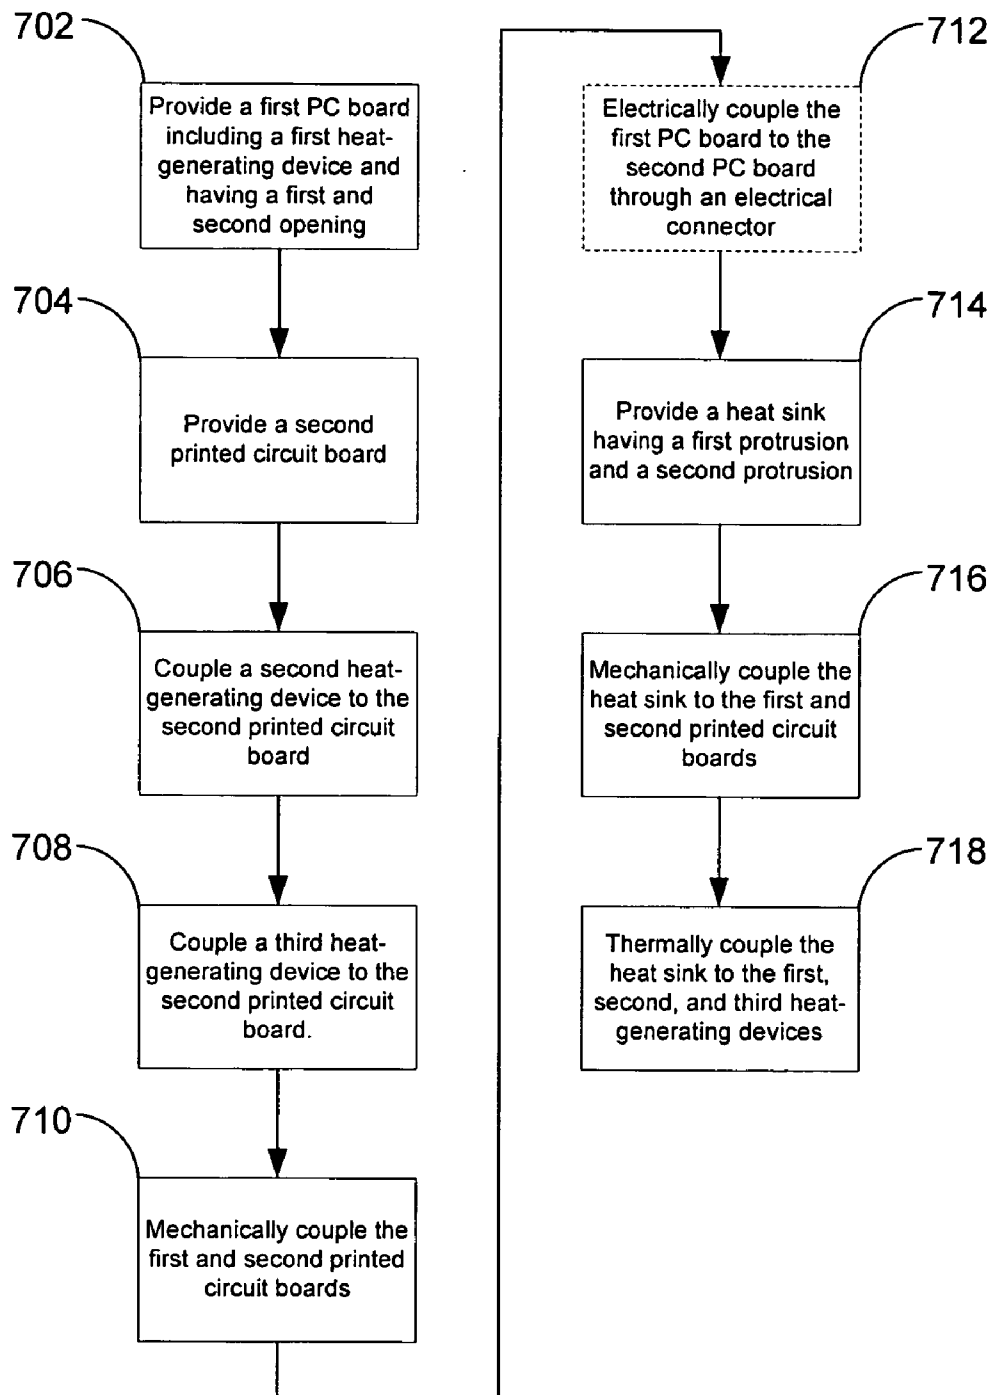 702
Provide a first PC board
including a first heat-
generating device and
having a first and
second opening
704
Provide a second
printed circuit board
706
Couple a second heat-
generating device to the
second printed circuit
board
708
Couple a third heat-
generating device to the
second printed circuit
board.
710
Mechanically couple the
first and second printed
circuit boards
712
Electrically couple the
first PC board to the
second PC board
through an electrical
connector
714
Provide a heat sink
having a first protrusion
and a second protrusion
716
Mechanically couple the
heat sink to the first and
second printed circuit
boards
718
Thermally couple the
heat sink to the first,
second, and third heat-
generating devices